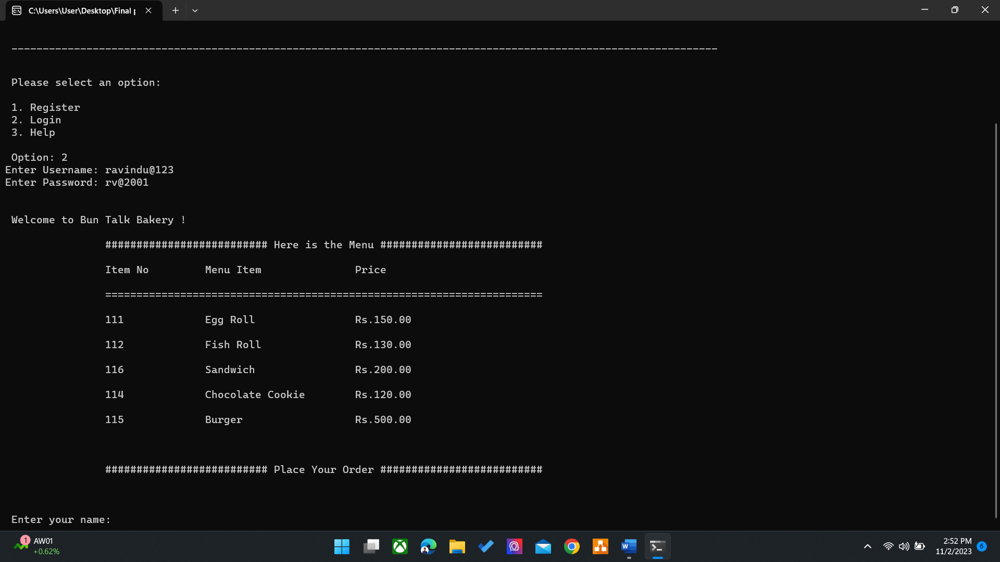 C:\Users\User\Desktop\Final p
----------------------------------------------------------------------------------------------------------------
Please select an option:
1. Register
2. Login
3. Help
Option: 2
Enter Username: ravindu@123
Enter Password: rv@2001
Welcome to Bun Talk Bakery !
########################## Here is the Menu ##########################
Item No Menu Item Price
======================================================================
111 Egg Roll Rs.150.00
112 Fish Roll Rs.130.00
116 Sandwich Rs.200.00
114 Chocolate Cookie Rs.120.00
115 Burger Rs.500.00
########################## Place Your Order ##########################
Enter your name:
1 AW01
+0.62%
2:52 PM
11/2/2023
6